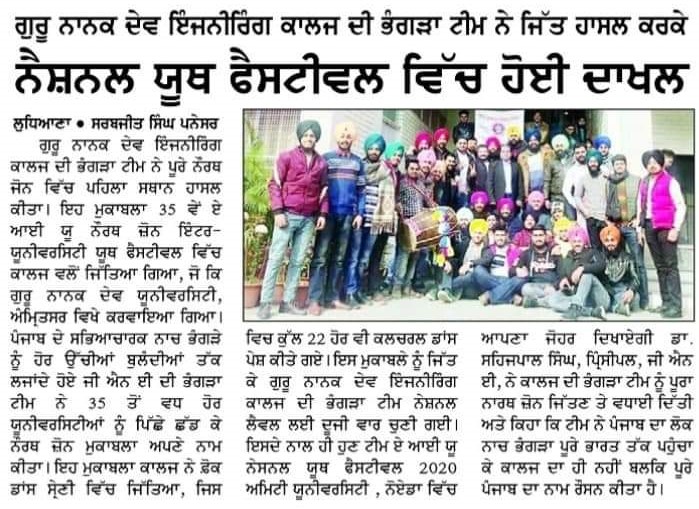 ਗੁਰੂ ਨਾਨਕ ਦੇਵ ਇੰਜਨੀਰਿੰਗ ਕਾਲਜ ਦੀ ਭੰਗੜਾ ਟੀਮ ਨੇ ਜਿੱਤ ਹਾਸਲ ਕਰਕੇ
ਨੈਸ਼ਨਲ ਯੂਥ ਫੈਸਟੀਵਲ ਵਿੱਚ ਹੋਈ ਦਾਖਲ
ਲੁਧਿਆਣਾ • ਸਰਬਜੀਤ ਸਿੰਘ ਪਨੇਸਰ
ਗੁਰੂ ਨਾਨਕ ਦੇਵ ਇੰਜਨੀਰਿੰਗ
ਕਾਲਜ ਦੀ ਭੰਗੜਾ ਟੀਮ ਨੇ ਪੂਰੇ ਨੌਰਥ
ਜੋਨ ਵਿੱਚ ਪਹਿਲਾ ਸਥਾਨ ਹਾਸਲ
ਕੀਤਾ। ਇਹ ਮੁਕਾਬਲਾ 35 ਵੇਂ ਏ
ਆਈ ਯੂ ਨੌਰਥ ਜ਼ੋਨ ਇੰਟਰ-
ਯੂਨੀਵਰਸਿਟੀ ਯੂਥ ਫੈਸਟੀਵਲ ਵਿੱਚ
ਕਾਲਜ ਵਲੋਂ ਜਿੱਤਿਆ ਗਿਆ, ਜੋ ਕਿ
ਗੁਰੂ ਨਾਨਕ ਦੇਵ ਯੂਨੀਵਰਸਿਟੀ,
ਅੰਮ੍ਰਿਤਸਰ ਵਿਖੇ ਕਰਵਾਇਆ ਗਿਆ।
ਪੰਜਾਬ ਦੇ ਸਭਿਆਚਾਰਕ ਨਾਚ ਭੰਗੜੇ
ਨੂੰ ਹੋਰ ਉੱਚੀਆਂ ਬੁਲੰਦੀਆਂ ਤੱਕ
ਲਜਾਂਦੇ ਹੋਏ ਜੀ ਐਨ ਈ ਦੀ ਭੰਗੜਾ
ਟੀਮ ਨੇ 35 ਤੋਂ ਵਧ ਹੋਰ
ਯੂਨੀਵਰਸਿਟੀਆਂ ਨੂੰ ਪਿੱਛੇ ਛੱਡ ਕੇ
ਨੌਰਥ ਜ਼ੋਨ ਮੁਕਾਬਲਾ ਅਪਣੇ ਨਾਮ
ਕੀਤਾ। ਇਹ ਮੁਕਾਬਲਾ ਕਾਲਜ ਨੇ ਫ਼ੋਕ
ਡਾਂਸ ਸ਼੍ਰੇਣੀ ਵਿੱਚ ਜਿੱਤਿਆ, ਜਿਸ
ਵਿਚ ਕੁੱਲ 22 ਹੋਰ ਵੀ ਕਲਚਰਲ ਡਾਂਸ
ਪੇਸ਼ ਕੀਤੇ ਗਏ। ਇਸ ਮੁਕਾਬਲੇ ਨੂੰ ਜਿੱਤ
ਕੇ ਗੁਰੂ ਨਾਨਕ ਦੇਵ ਇੰਜਨੀਰਿੰਗ
ਕਾਲਜ ਦੀ ਭੰਗੜਾ ਟੀਮ ਨੇਸ਼ਨਲ
ਲੈਵਲ ਲਈ ਦੂਜੀ ਵਾਰ ਚੁਣੀ ਗਈ।
ਇਸਦੇ ਨਾਲ ਹੀ ਹੁਣ ਟੀਮ ਏ ਆਈ ਯੂ
ਨੇਸਨਲ ਯੂਥ ਫੈਸਟੀਵਲ 2020
ਅਮਿਟੀ ਯੂਨੀਵਰਸਿਟੀ , ਨੋਏਡਾ ਵਿੱਚ
ਆਪਣਾ ਜੋਹਰ ਦਿਖਾਏਗੀ ਡਾ.
ਸਹਿਜਪਾਲ ਸਿੰਘ, ਪ੍ਰਿੰਸੀਪਲ, ਜੀ ਐਨ
ਈ, ਨੇ ਕਾਲਜ ਦੀ ਭੰਗੜਾ ਟੀਮ ਨੂੰ ਪੂਰਾ
ਨਾਰਥ ਜ਼ੋਨ ਜਿੱਤਣ ਤੇ ਵਧਾਈ ਦਿੱਤੀ
ਅਤੇ ਕਿਹਾ ਕਿ ਟੀਮ ਨੇ ਪੰਜਾਬ ਦਾ ਲੋਕ
ਨਾਚ ਭੰਗੜਾ ਪੂਰੇ ਭਾਰਤ ਤੱਕ ਪਹੁੰਚਾ
ਕੇ ਕਾਲਜ ਦਾ ਹੀ ਨਹੀਂ ਬਲਕਿ ਪੂਰੇ
ਪੰਜਾਬ ਦਾ ਨਾਮ ਰੌਸਨ ਕੀਤਾ ਹੈ।